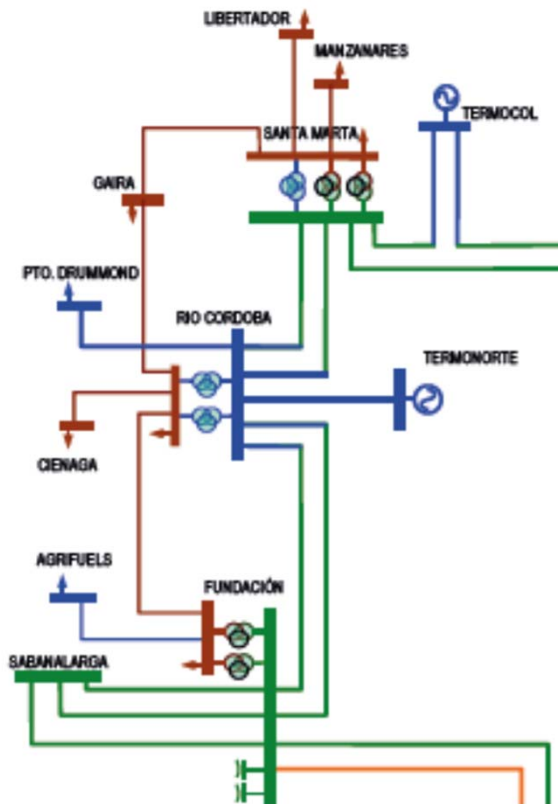 LIBERTADOR
MANZANARES
TERMOCOL
SANTA MARTA
GAIRA
PTO. DRUMMOND
RIO CORDOBA
TERMONORTE
CIENAGA
AGRIFUELS
FUNDACIÓN
SABANALARGA